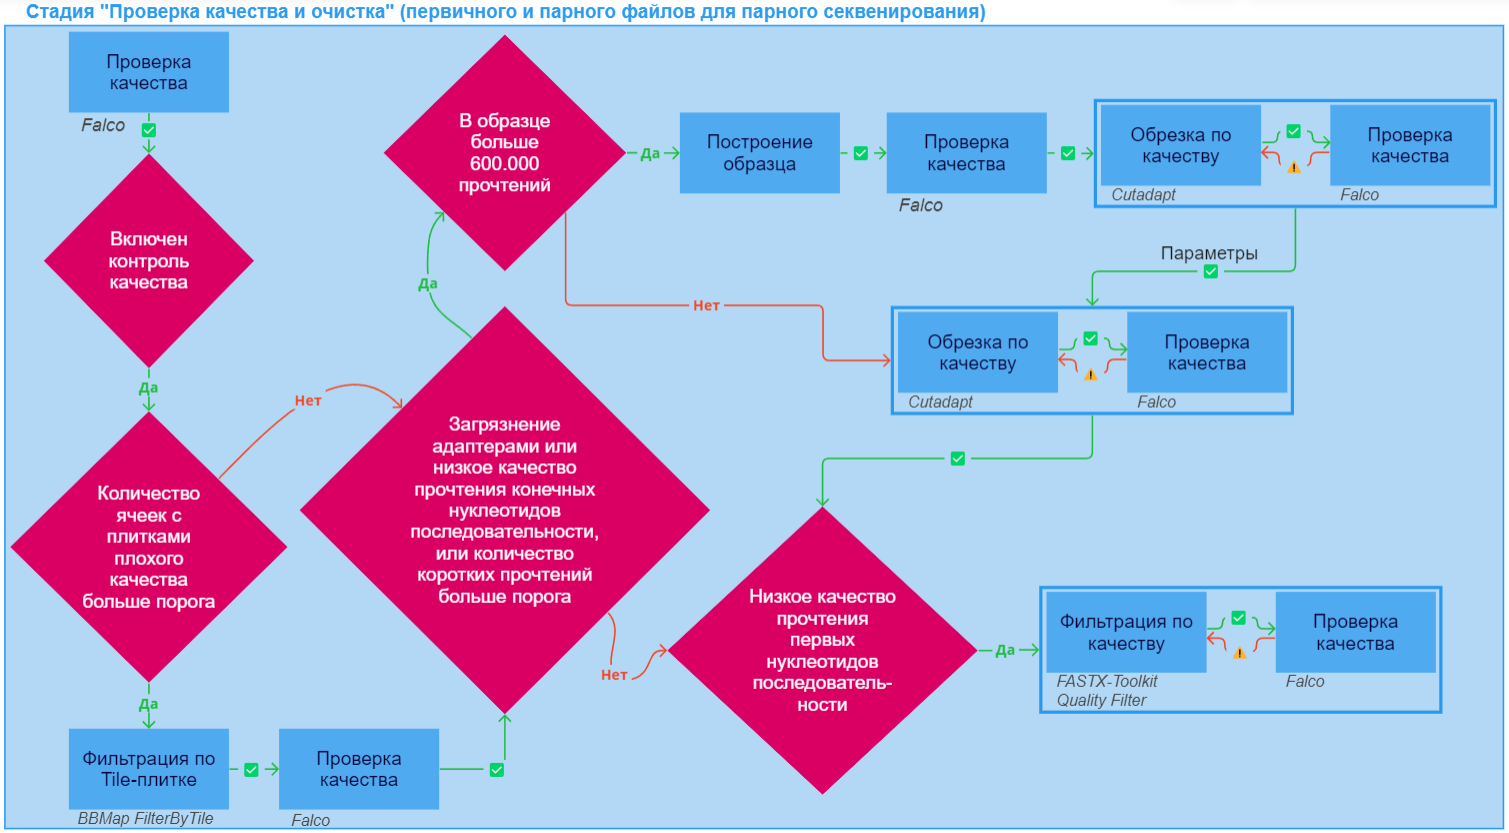 Стадия "Проверка качества и очистка" (первичного и парного файлов для парного секвенирования)
Проверка
качества
Falco
Включен
контроль
качества
Да
Количество
ячеек с
плитками
плохого
качества
больше порога
Нет
Да
Фильтрация по
Tile-плитке
BBMap FilterByTile
Проверка
качества
Falco
Загрязнение
адаптерами или
низкое качество
прочтения конечных
нуклеотидов
последовательности,
или количество
коротких прочтений
больше порога
Да
Нет
В образце
больше
600.000
прочтений
Да
Нет
Построение
образца
Проверка
качества
Falco
Обрезка по
качеству
Cutadapt
Проверка
качества
Falco
Параметры
Обрезка по
качеству
Cutadapt
Проверка
качества
Falco
Низкое качество
прочтения
первых
нуклеотидов
последователь-
ности
Да
Фильтрация по
качеству
FASTX-Toolkit
Quality Filter
Проверка
качества
Falco